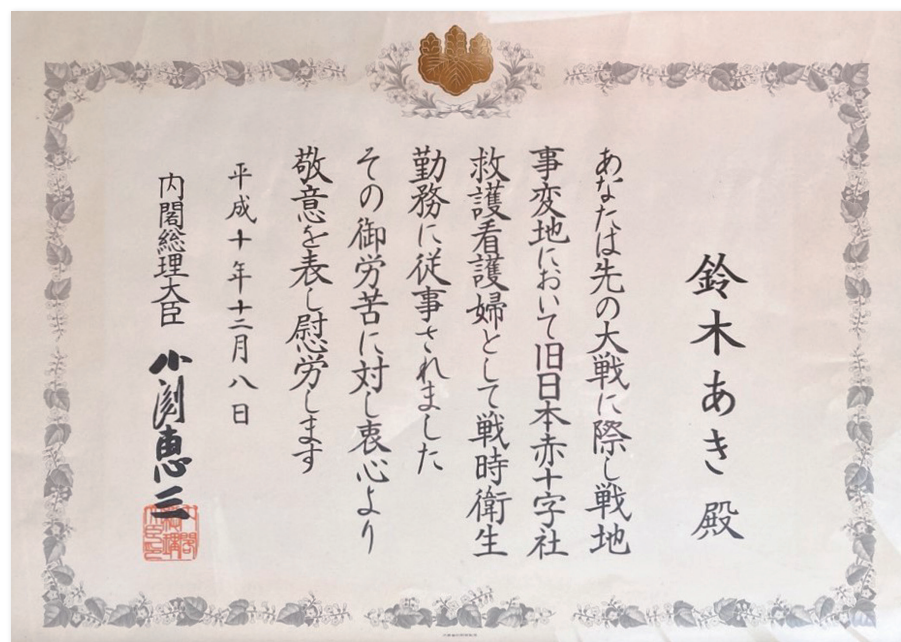 鈴木あき 殿
あなたは先の大戦に際し戦地
事変地において旧日本赤十字社
救護看護婦として戦時衛生
勤務に従事されました
その御労苦に対し衷心より
敬意を表し慰労します
平成十年十二月八日
内閣総理大臣 小渕恵三